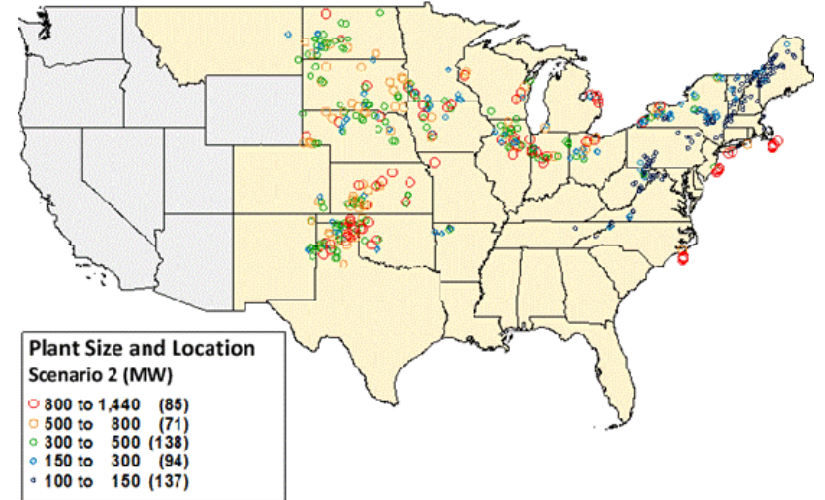 Plant Size and Location
Scenario 2 (MW)
800 to 1,440 (85)
500 to 800 (71)
300 to 500 (138)
150 to 300 (94)
100 to 150 (137)